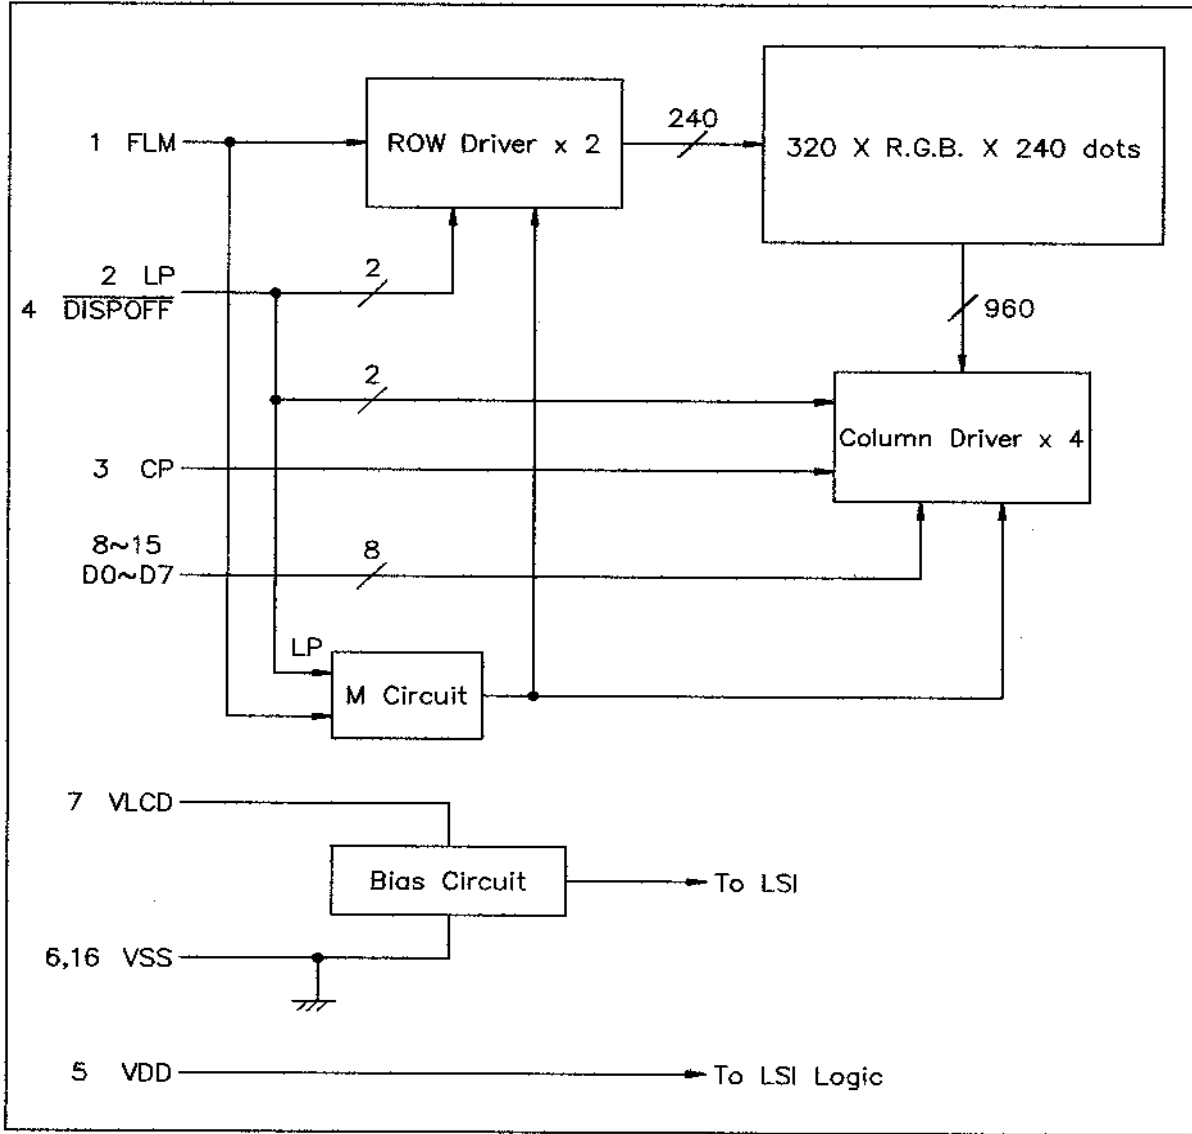 240
1 FLM
ROW Driver x 2
320 X R.G.B. X 240 dots
2 LP
2
4 DISPOFF
960
2
Column Driver x 4
3 CP
8~15
8
D0~D7
LP
M Circuit
7 VLCD
Bias Circuit
To LSI
6,16 VSS
5 VDD
To LSI Logic